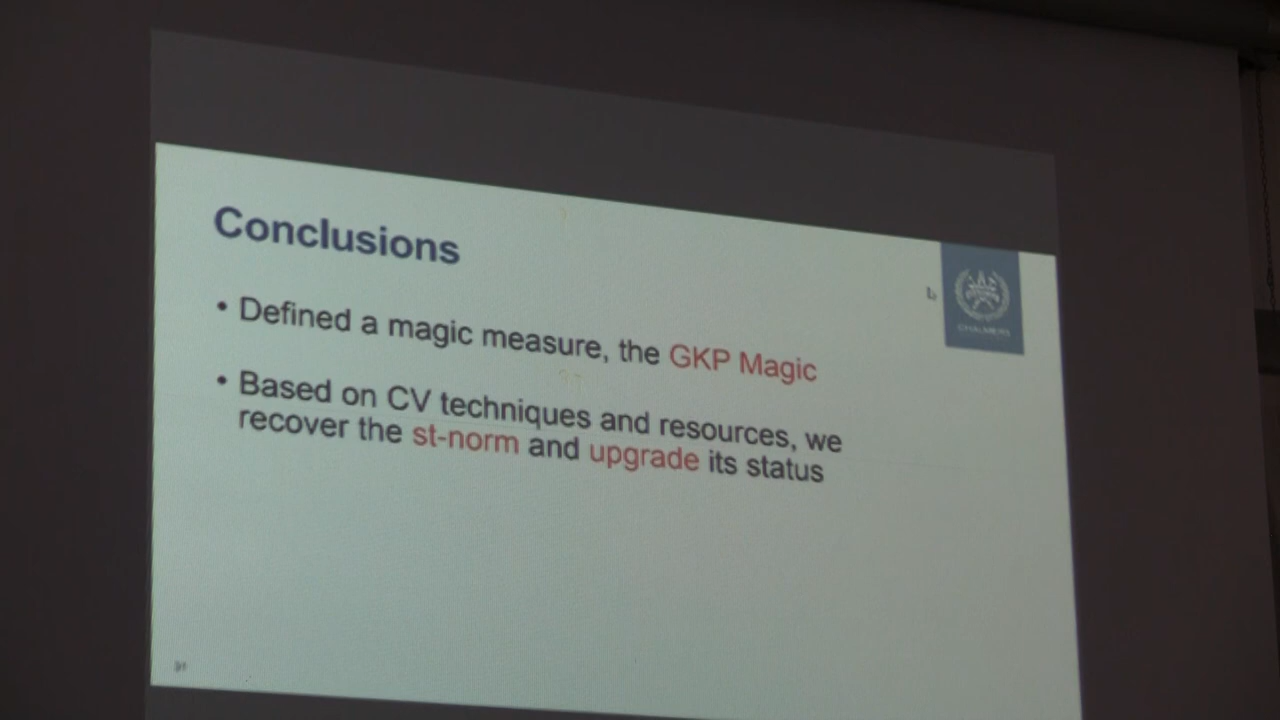 Conclusions
• Defined a magic measure, the GKP Magic
• Based on CV techniques and resources, we
recover the st-norm and upgrade its status
CHALMERS